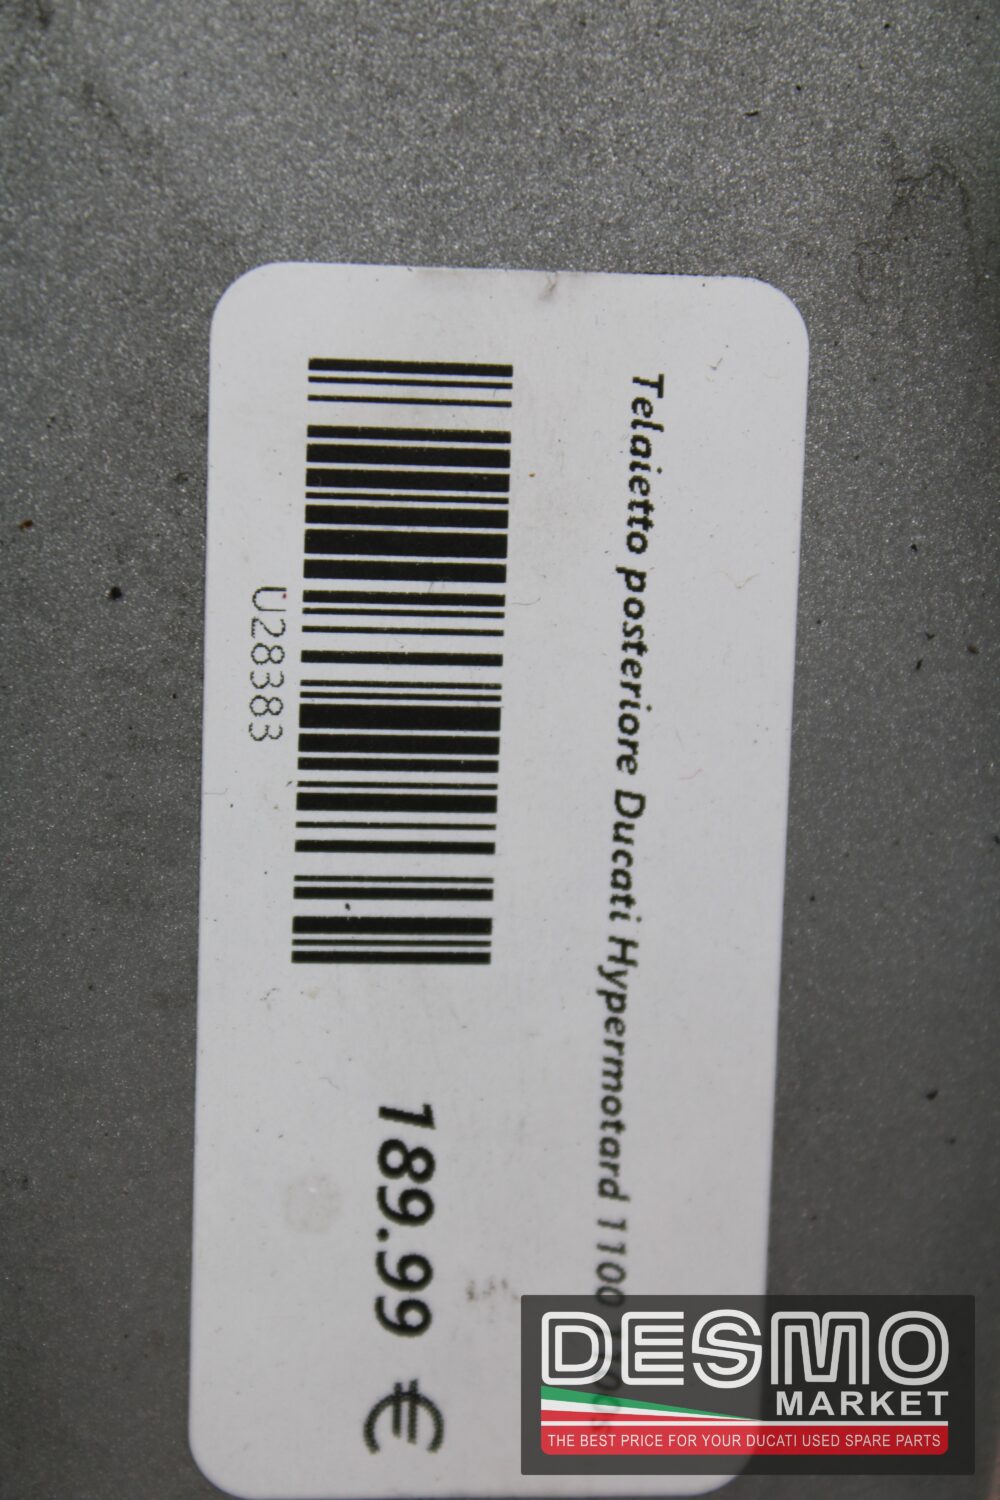 Telaietto posteriore Ducati Hypermotard 1100
U28383
189.99 €
DESMO
MARKET
THE BEST PRICE FOR YOUR DUCATI USED SPARE PARTS